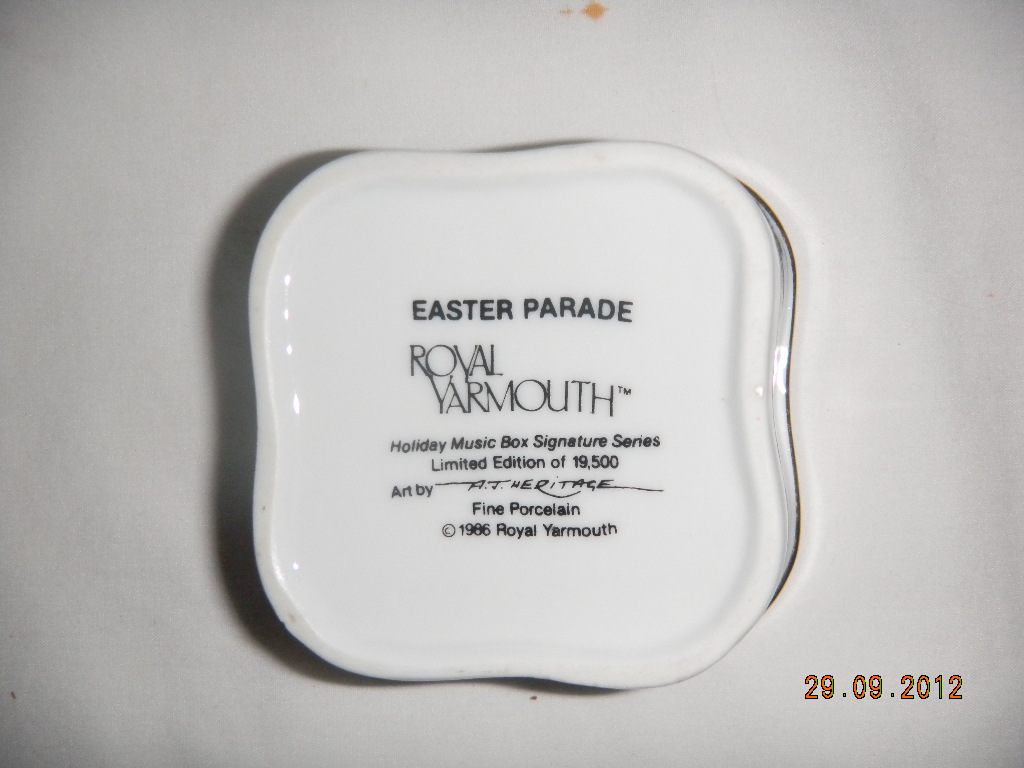 EASTER PARADE
ROYAL
YARMOUTH™
Holiday Music Box Signature Series
Limited Edition of 19,500
Art by A.J. HERITAGE
Fine Porcelain
© 1986 Royal Yarmouth
29.09.2012